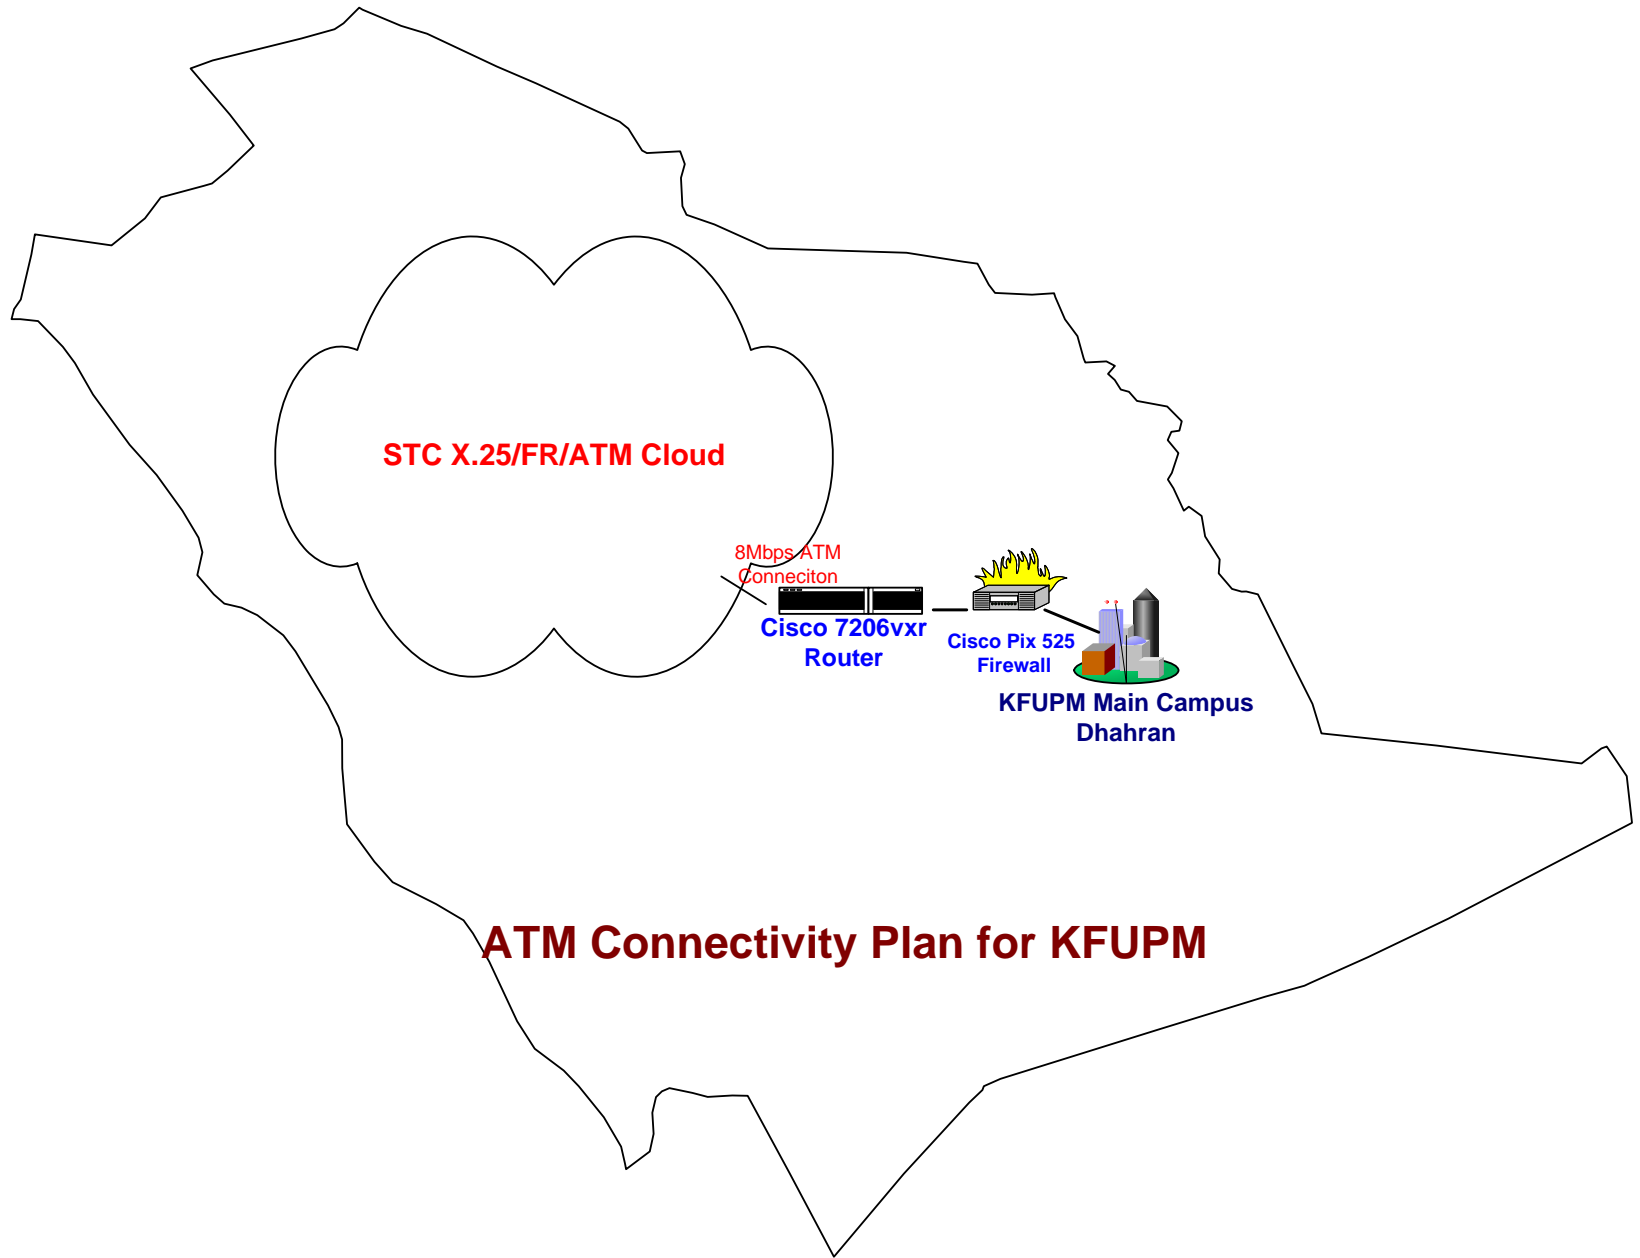 STC X.25/FR/ATM Cloud
8Mbps ATM
Conneciton
Cisco 7206vxr
Router
Cisco Pix 525
Firewall
KFUPM Main Campus
Dhahran
ATM Connectivity Plan for KFUPM